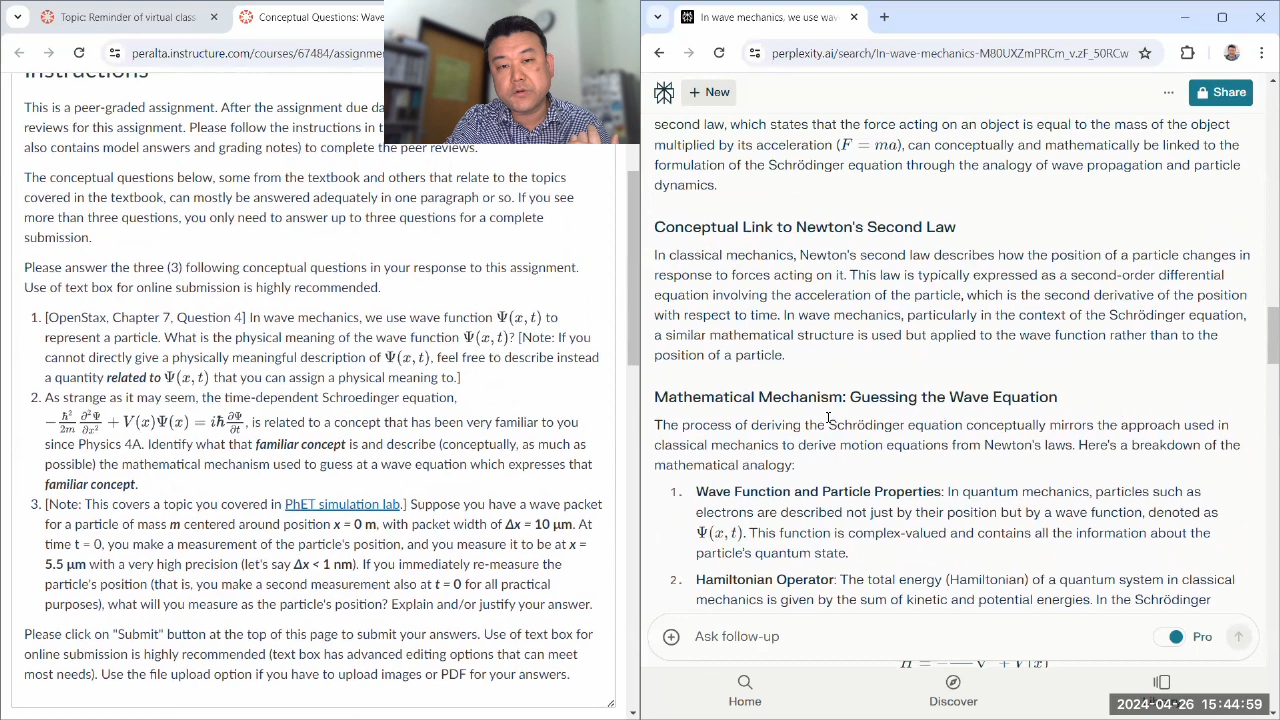 Topic: Reminder of virtual class
Conceptual Questions: Wave
In wave mechanics, we use wav
peralta.instructure.com/courses/67484/assignme
perplexity.ai/search/In-wave-mechanics-M80UXZmPRCm_v.3t_50RCw
Instructions
This is a peer-graded assignment. After the assignment due da
reviews for this assignment. Please follow the instructions in t
also contains model answers and grading notes) to complete the peer reviews.
The conceptual questions below, some from the textbook and others that relate to the topics
covered in the textbook, can mostly be answered adequately in one paragraph or so. If you see
more than three questions, you only need to answer up to three questions for a complete
submission.
Please answer the three (3) following conceptual questions in your response to this assignment.
Use of text box for online submission is highly recommended.
1. [OpenStax, Chapter 7, Question 4] In wave mechanics, we use wave function Ψ(x, t) to
represent a particle. What is the physical meaning of the wave function Ψ(x, t)? [Note: If you
cannot directly give a physically meaningful description of Ψ(x, t), feel free to describe instead
a quantity related to Ψ(x, t) that you can assign a physical meaning to.]
2. As strange as it may seem, the time-dependent Schroedinger equation,
−ℏ²/2m ∂²Ψ/∂x² + V(x)Ψ(x) = iℏ ∂Ψ/∂t, is related to a concept that has been very familiar to you
since Physics 4A. Identify what that familiar concept is and describe (conceptually, as much as
possible) the mathematical mechanism used to guess at a wave equation which expresses that
familiar concept.
3. [Note: This covers a topic you covered in PhET simulation lab.] Suppose you have a wave packet
for a particle of mass m centered around position x = 0 m, with packet width of Δx = 10 μm. At
time t = 0, you make a measurement of the particle's position, and you measure it to be at x =
5.5 μm with a very high precision (let's say Δx < 1 nm). If you immediately re-measure the
particle's position (that is, you make a second measurement also at t = 0 for all practical
purposes), what will you measure as the particle's position? Explain and/or justify your answer.
Please click on "Submit" button at the top of this page to submit your answers. Use of text box for
online submission is highly recommended (text box has advanced editing options that can meet
most needs). Use the file upload option if you have to upload images or PDF for your answers.
+ New
Share
second law, which states that the force acting on an object is equal to the mass of the object
multiplied by its acceleration (F = ma), can conceptually and mathematically be linked to the
formulation of the Schrödinger equation through the analogy of wave propagation and particle
dynamics.
Conceptual Link to Newton's Second Law
In classical mechanics, Newton's second law describes how the position of a particle changes in
response to forces acting on it. This law is typically expressed as a second-order differential
equation involving the acceleration of the particle, which is the second derivative of the position
with respect to time. In wave mechanics, particularly in the context of the Schrödinger equation,
a similar mathematical structure is used but applied to the wave function rather than to the
position of a particle.
Mathematical Mechanism: Guessing the Wave Equation
The process of deriving the Schrödinger equation conceptually mirrors the approach used in
classical mechanics to derive motion equations from Newton's laws. Here's a breakdown of the
mathematical analogy:
1. Wave Function and Particle Properties: In quantum mechanics, particles such as
electrons are described not just by their position but by a wave function, denoted as
Ψ(x, t). This function is complex-valued and contains all the information about the
particle's quantum state.
2. Hamiltonian Operator: The total energy (Hamiltonian) of a quantum system in classical
mechanics is given by the sum of kinetic and potential energies. In the Schrödinger
Ask follow-up
Pro
Home
Discover
2024-04-26 15:44:59